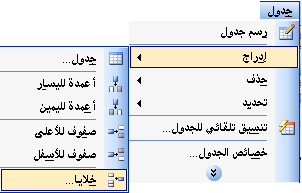 جدول
رسم جدول
إدراج
حذف
تحديد
تنسيق تلقائي للجدول...
خصائص الجدول...
جدول...
أعمدة لليسار
أعمدة لليمين
صفوف للأعلى
صفوف للأسفل
خلايا...